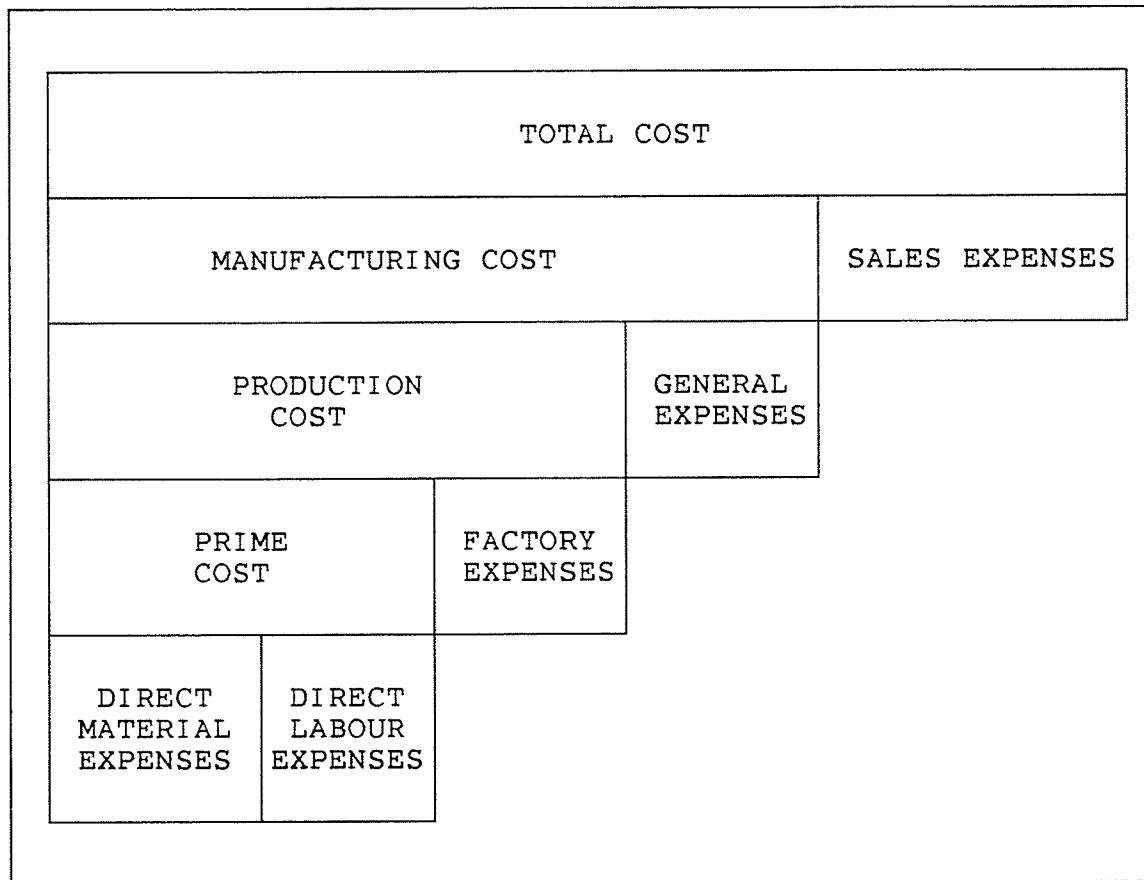 TOTAL COST
MANUFACTURING COST
SALES EXPENSES
PRODUCTION
COST
GENERAL
EXPENSES
PRIME
COST
FACTORY
EXPENSES
DIRECT
MATERIAL
EXPENSES
DIRECT
LABOUR
EXPENSES